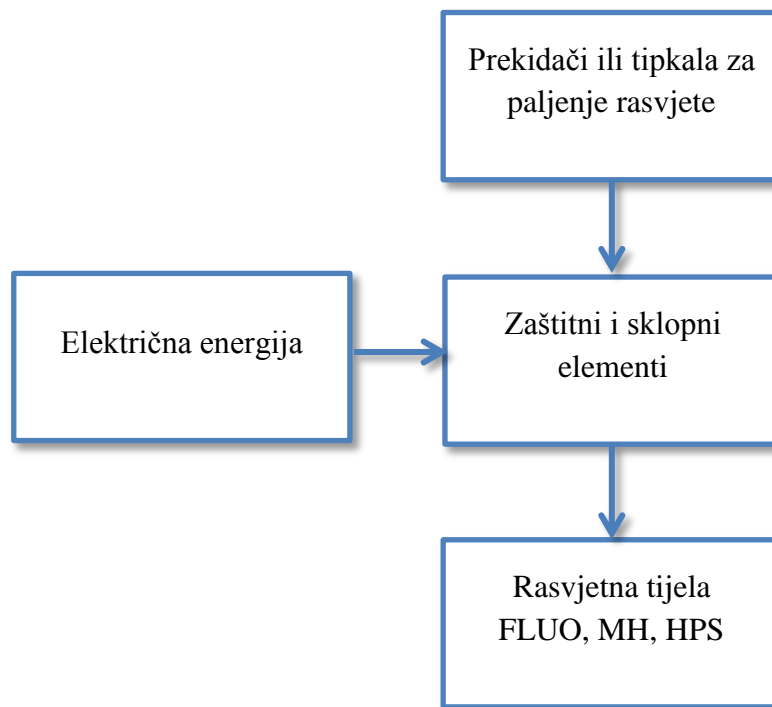 Prekidači ili tipkala za
paljenje rasvjete
Električna energija
Zaštitni i sklopni
elementi
Rasvjetna tijela
FLUO, MH, HPS